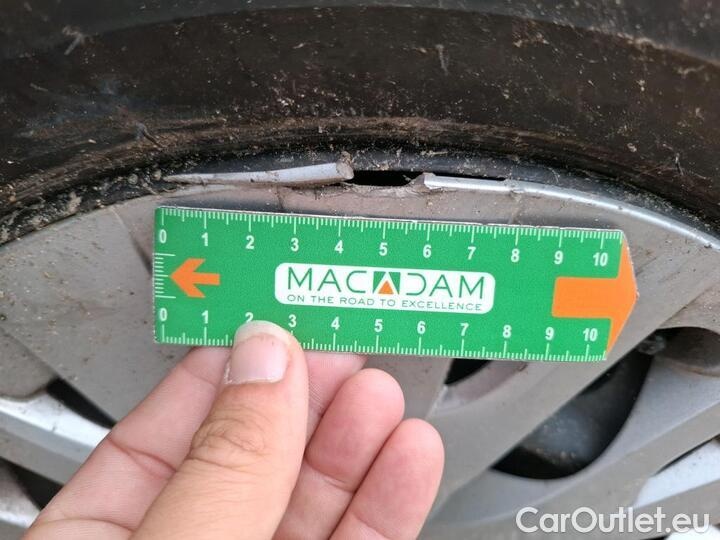 0 1 2 3 4 5 6 7 8 9 10
MACADAM
ON THE ROAD TO EXCELLENCE
0 1 2 3 4 5 6 7 8 9 10
CarOutlet.eu